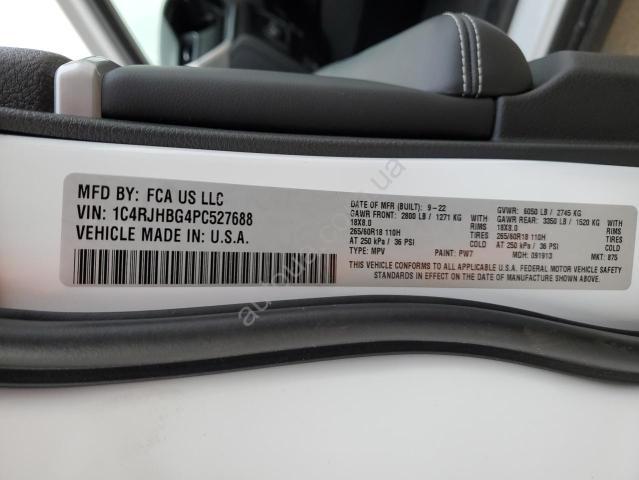 MFD BY: FCA US LLC
VIN: 1C4RJHBG4PC527688
VEHICLE MADE IN: U.S.A.
DATE OF MFR (BUILT): 9-22
GAWR FRONT: 2800 LB / 1271 KG
WITH
18X8.0
RIMS
265/60R18 110H
TIRES
AT 250 kPa / 36 PSI
COLD
TYPE: MPV
PAINT: PW7
GVWR: 6050 LB / 2745 KG
GAWR REAR: 3350 LB / 1520 KG
WITH
18X8.0
RIMS
265/60R18 110H
TIRES
AT 250 kPa / 36 PSI
COLD
MDH: 091913
MKT: 875
THIS VEHICLE CONFORMS TO ALL APPLICABLE U.S.A. FEDERAL MOTOR VEHICLE SAFETY
STANDARDS IN EFFECT ON THE DATE OF MANUFACTURE SHOWN ABOVE.